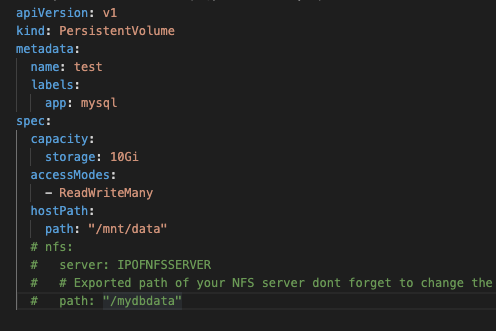 apiVersion: v1
kind: PersistentVolume
metadata:
  name: test
  labels:
    app: mysql
spec:
  capacity:
    storage: 10Gi
  accessModes:
    - ReadWriteMany
  hostPath:
    path: "/mnt/data"
  # nfs:
  #   server: IPOFNFSSERVER
  #   # Exported path of your NFS server dont forget to change the
  #   path: "/mydbdata"